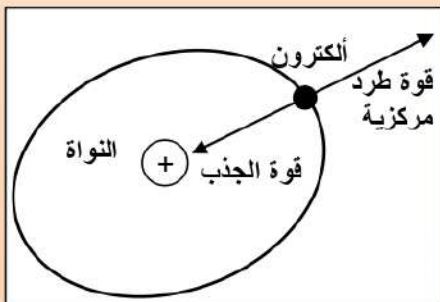 ألكترون
قوة طرد
مركزية
النواة
+
قوة الجذب